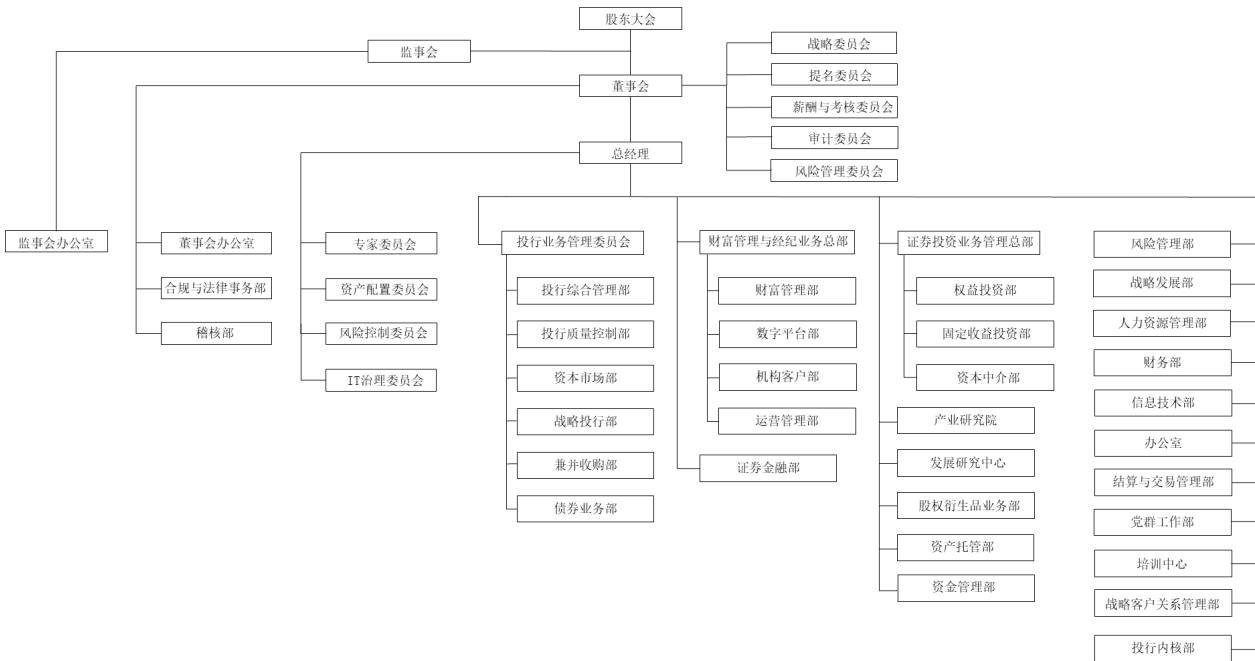 股东大会
监事会
战略委员会
提名委员会
董事会
薪酬与考核委员会
审计委员会
总经理
风险管理委员会
监事会办公室
董事会办公室
合规与法律事务部
稽核部
专家委员会
资产配置委员会
风险控制委员会
IT治理委员会
投行业务管理委员会
投行综合管理部
投行质量控制部
资本市场部
战略投行部
兼并收购部
债券业务部
财富管理与经纪业务总部
财富管理部
数字平台部
机构客户部
运营管理部
证券金融部
证券投资业务管理总部
权益投资部
固定收益投资部
资本中介部
产业研究院
发展研究中心
股权衍生品业务部
资产托管部
资金管理部
风险管理部
战略发展部
人力资源管理部
财务部
信息技术部
办公室
结算与交易管理部
党群工作部
培训中心
战略客户关系管理部
投行内核部